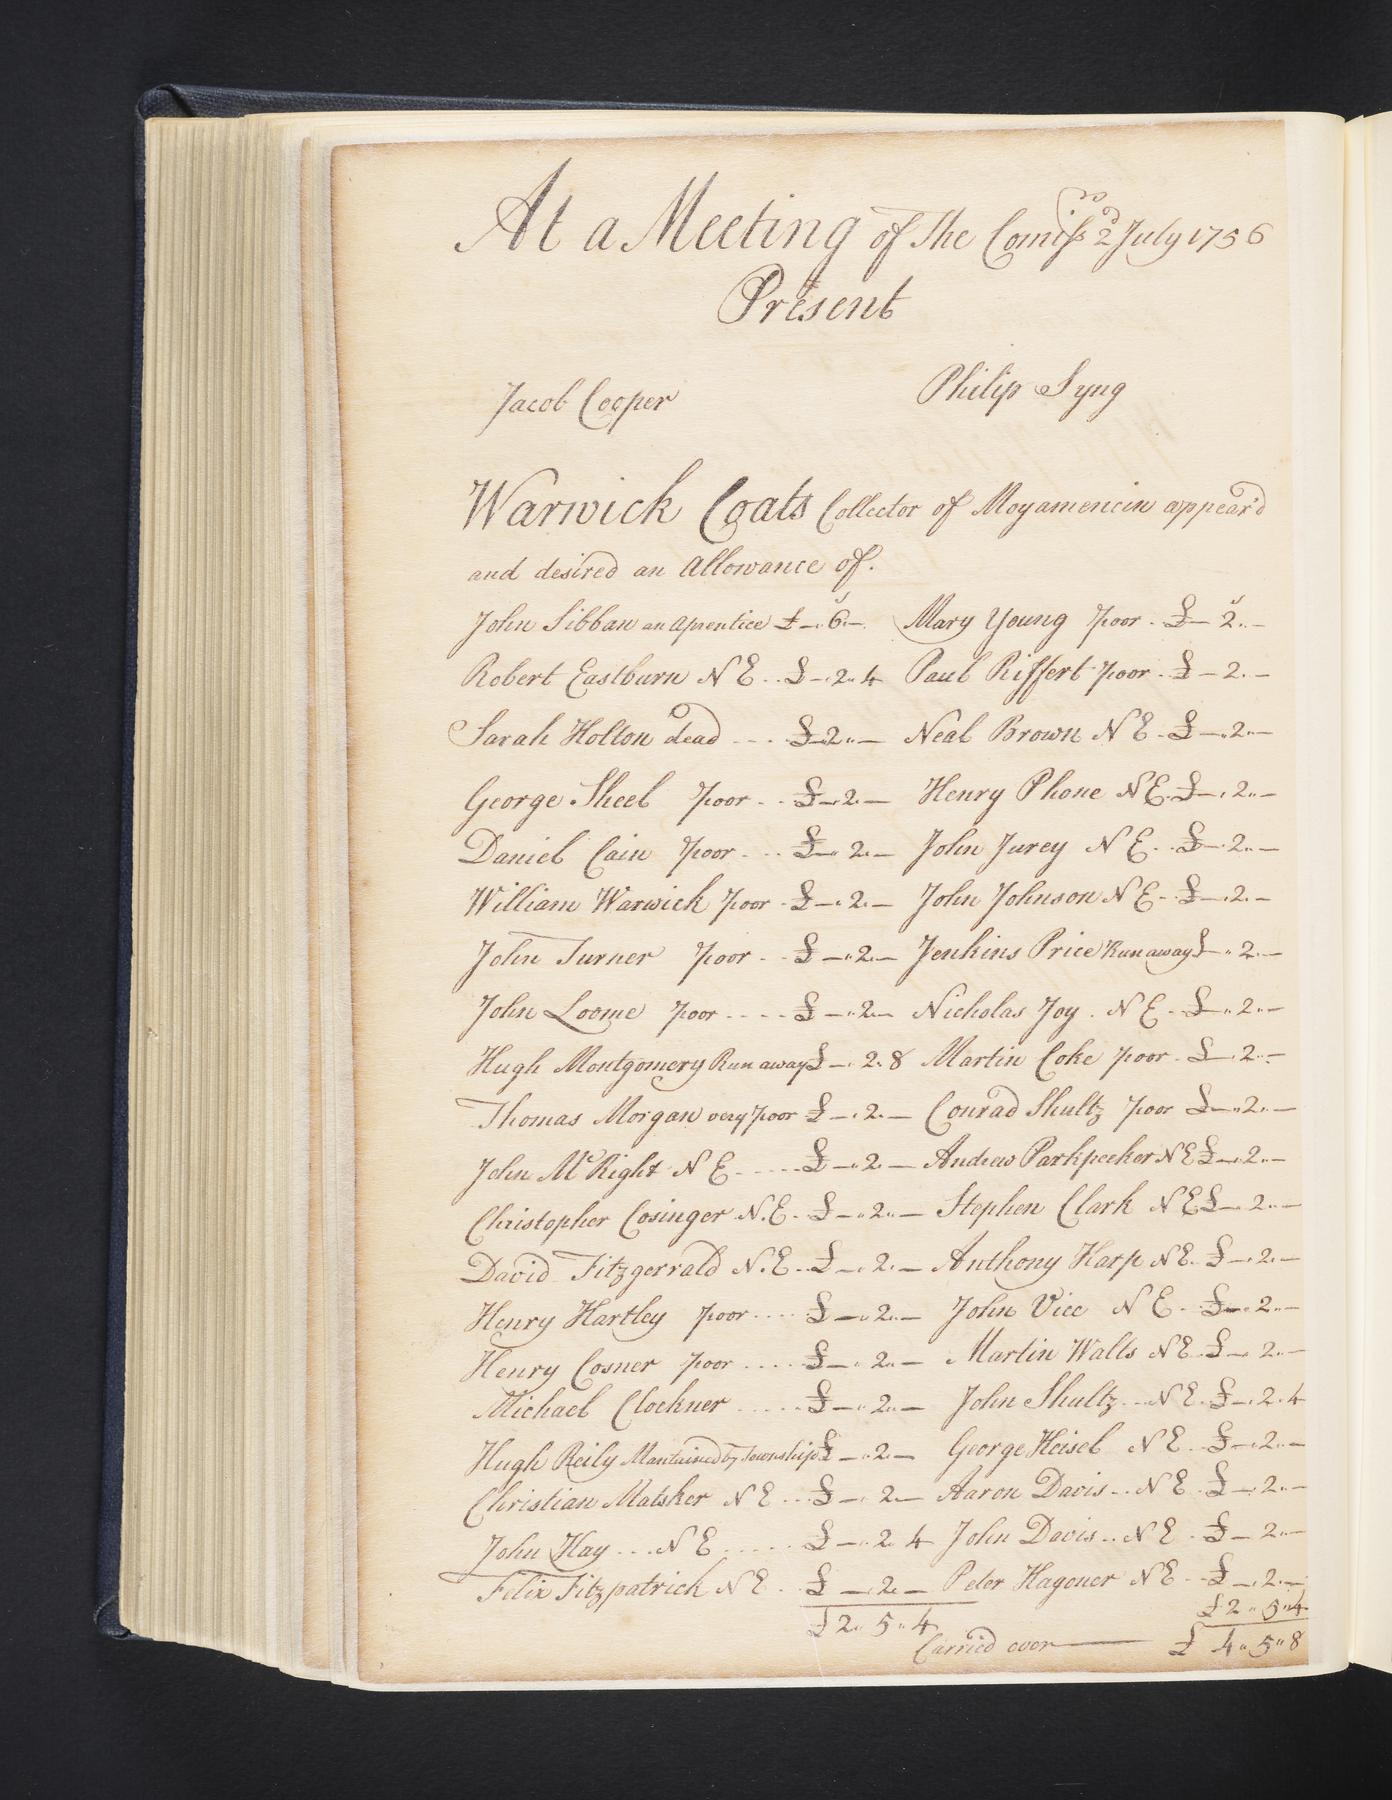 At a Meeting of the Comiss.rs 2.d July 1756
Present
Jacob Cooper Philip Syng
Warwick Coats Collector of Moyamencin appear'd
and desired an Allowance of.
John Sibban an aprentice £ - " 6 s " - Mary Young poor . £ - 2 s " -
Robert Eastburn N E . . £ - " 2 " 4 Paul Riffert poor . £ - 2 " -
Sarah Holton dead - - - £ - " 2 " - Neal Brown N E . £ - " 2 " -
George Sheel poor . . £ - " 2 " - Henry Phone N E . £ - " 2 " -
Daniel Cain poor . . . £ - " 2 " - John Jurey N E . . £ - " 2 " -
William Warwick poor . £ - " 2 " - John Johnson N E . . £ - " 2 " -
John Turner poor . . £ - " 2 " - Jenkins Price Run away £ - " 2 " -
John Loome poor . . . . £ - " 2 " - Nicholas Joy . N E . . £ - " 2 " -
Hugh Montgomery Run away £ - " 2 " 8 Martin Coke poor . £ - " 2 " -
Thomas Morgan very poor £ - " 2 " - Conrad Shultz poor £ - " 2 " -
John McRight N E . . . . . £ - " 2 " - Andrew Parkpecker N E £ - " 2 " -
Christopher Cosinger N. E . £ - " 2 " - Stephen Clark N E £ - " 2 " -
David Fitzgerrald N. E . . £ - " 2 " - Anthony Harp N E . £ - " 2 " -
Henry Hartley poor . . . . £ - " 2 " - John Vice N E . . £ - " 2 " -
Henry Cosner poor . . . . . £ - " 2 " - Martin Walts N E . £ - " 2 " -
Michael Clockner . . . . . £ - " 2 " - John Shultz . . N E . £ - " 2 " 4
Hugh Reily Mantained by Township £ - " 2 " - George Heisel N E . . £ - " 2 " -
Christian Matsker N E . . . £ - " 2 " - Aaron Davis . . N E . £ - " 2 " -
John Hay . . . N E . . . . . £ - " 2 " 4 John Davis . . N E . £ - 2 " -
Felix Fitzpatrick N E . . £ - " 2 " - Peter Hagener N E . . £ - " 2 " -
£ 2 " 5 " 4 £ 2 " 5 " 4
Carried over £ 4 " 5 " 8